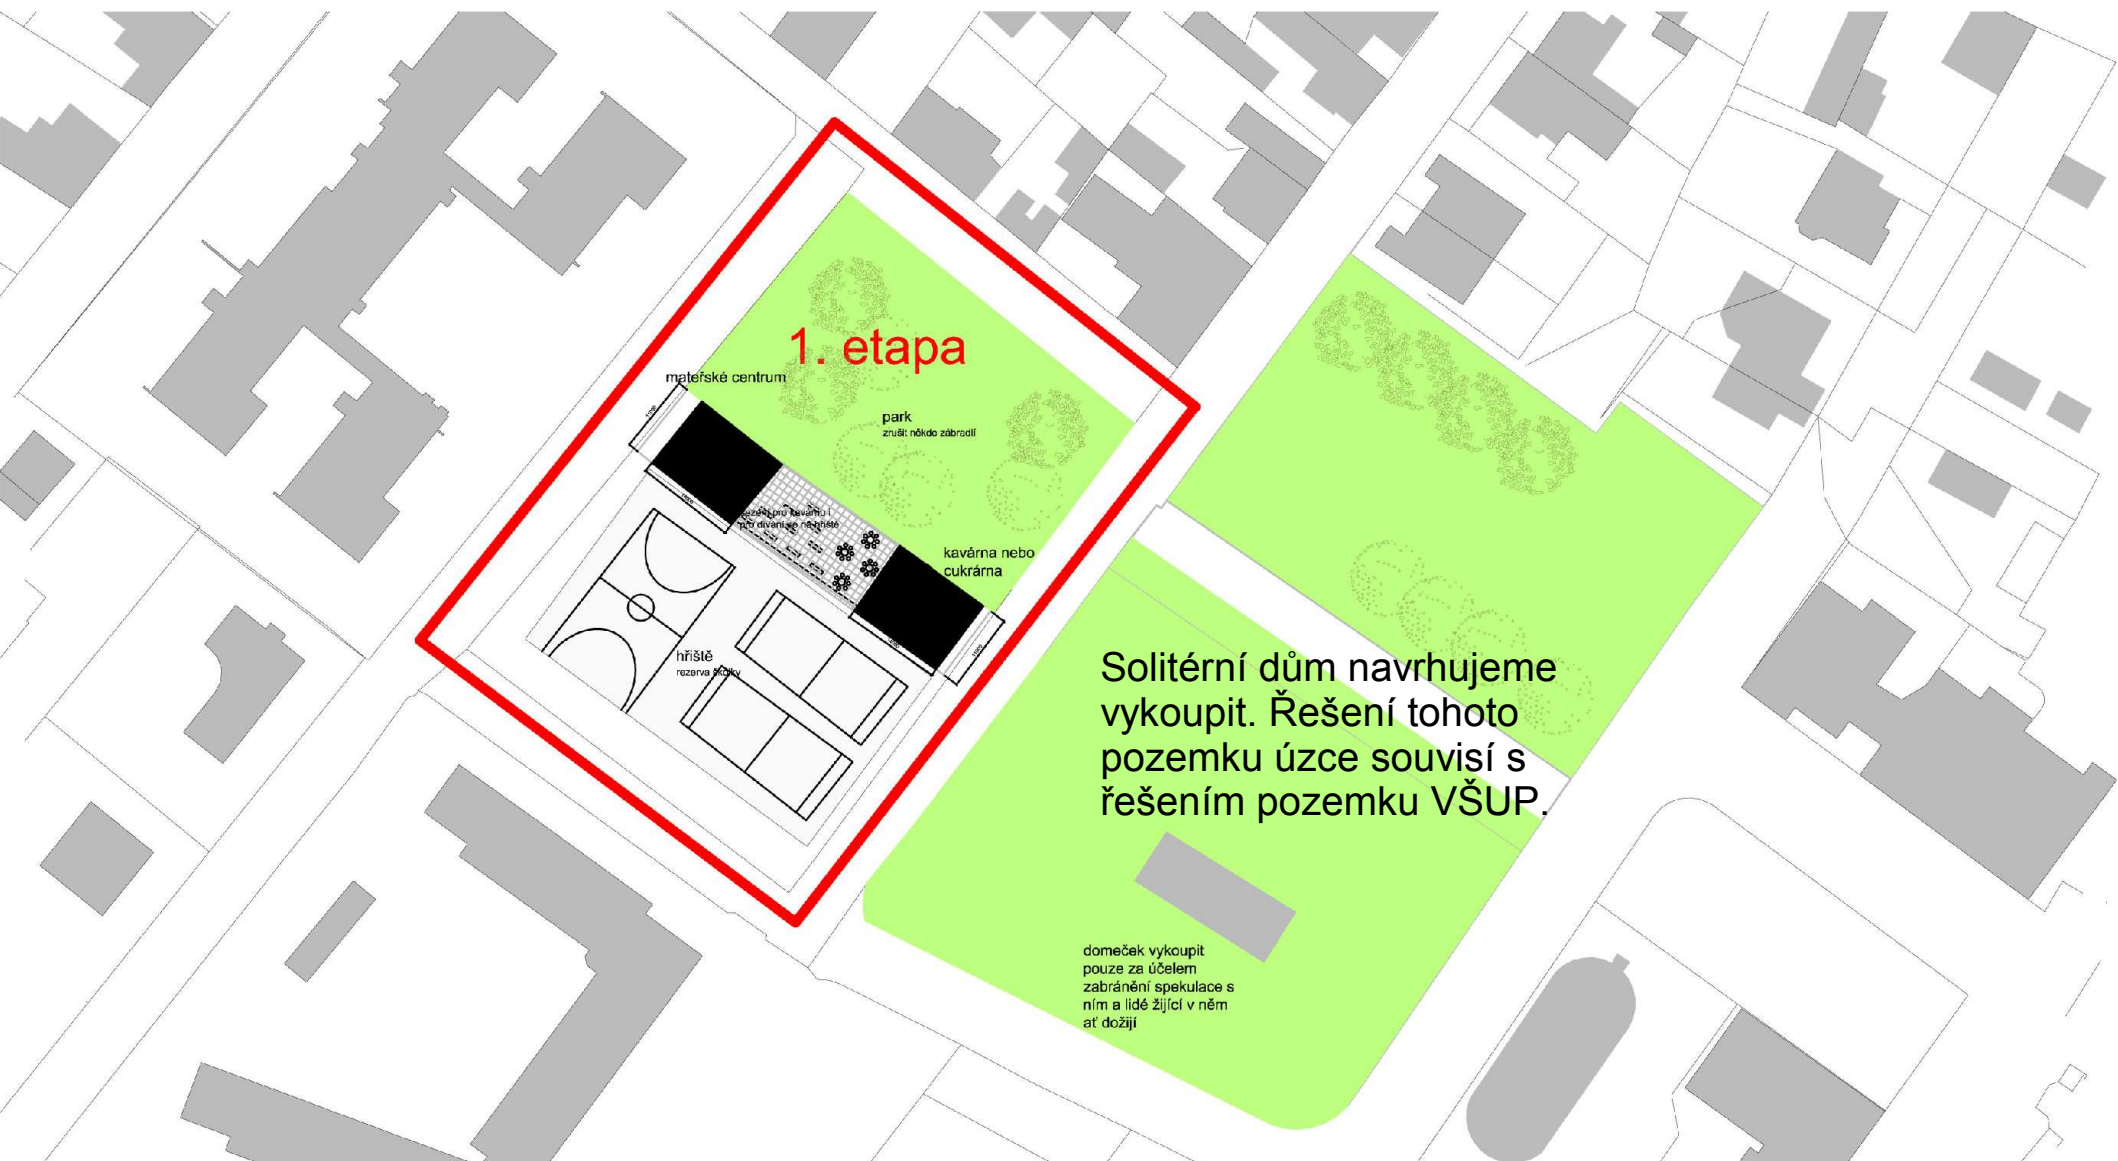 1. etapa
mateřské centrum
park
zrušit někdo zábradlí
sezení pro kavárnu i
pro dívání se na hřiště
kavárna nebo
cukrárna
hřiště
rezerva školky
Solitérní dům navrhujeme
vykoupit. Řešení tohoto
pozemku úzce souvisí s
řešením pozemku VŠUP.
domeček vykoupit
pouze za účelem
zabránění spekulace s
ním a lidé žijící v něm
ať dožijí